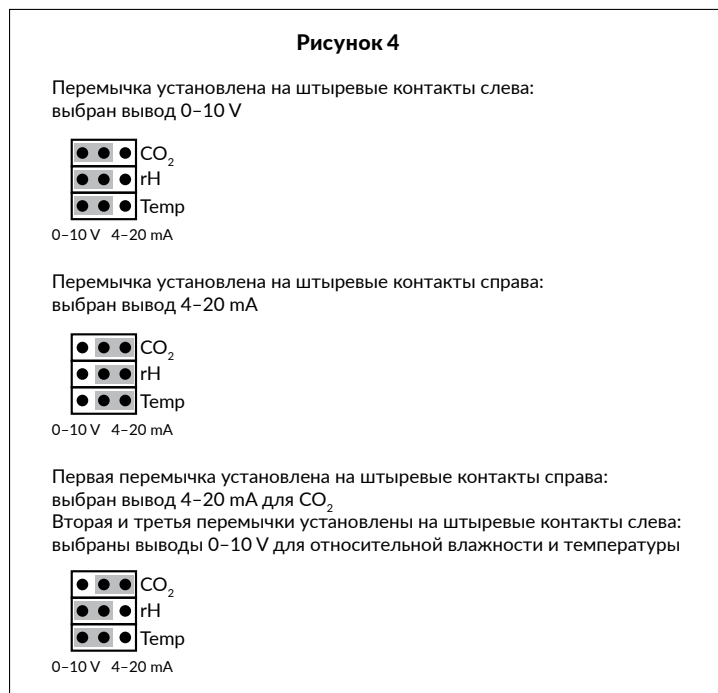 Рисунок 4
Перемычка установлена на штыревые контакты слева:
выбран вывод 0–10 V
CO₂
rH
Temp
0–10 V 4–20 mA
Перемычка установлена на штыревые контакты справа:
выбран вывод 4–20 mA
CO₂
rH
Temp
0–10 V 4–20 mA
Первая перемычка установлена на штыревые контакты справа:
выбран вывод 4–20 mA для CO₂
Вторая и третья перемычки установлены на штыревые контакты слева:
выбраны выводы 0–10 V для относительной влажности и температуры
CO₂
rH
Temp
0–10 V 4–20 mA